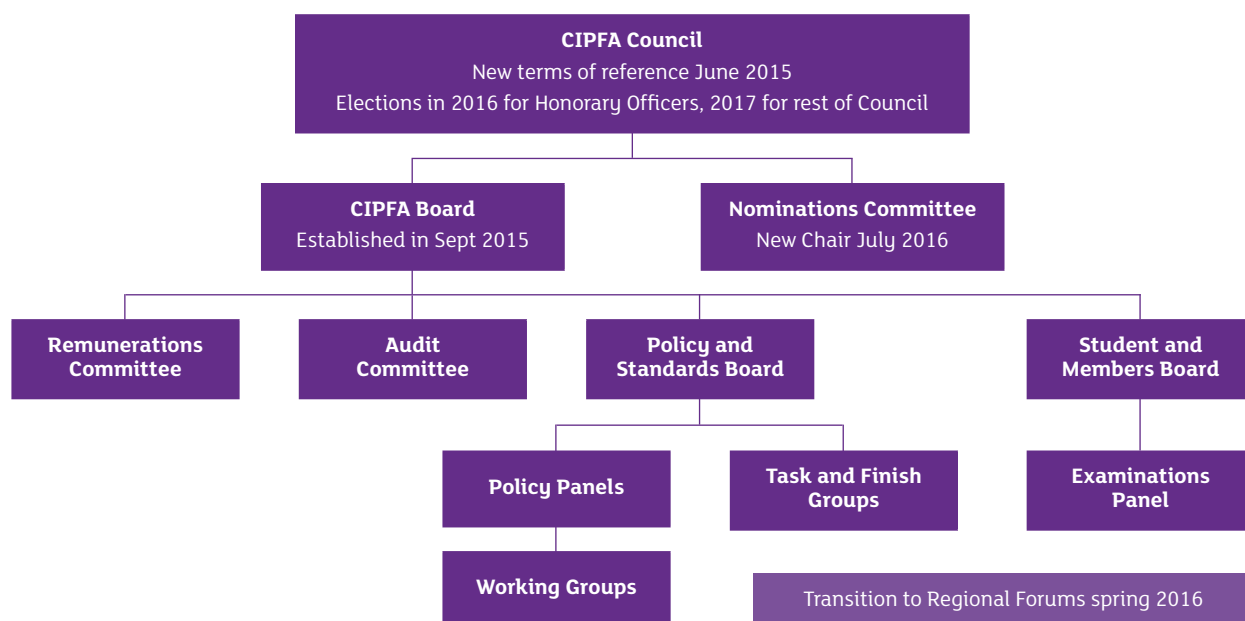 CIPFA Council
New terms of reference June 2015
Elections in 2016 for Honorary Officers, 2017 for rest of Council
CIPFA Board
Established in Sept 2015
Nominations Committee
New Chair July 2016
Remunerations
Committee
Audit
Committee
Policy and
Standards Board
Student and
Members Board
Policy Panels
Task and Finish
Groups
Examinations
Panel
Working Groups
Transition to Regional Forums spring 2016